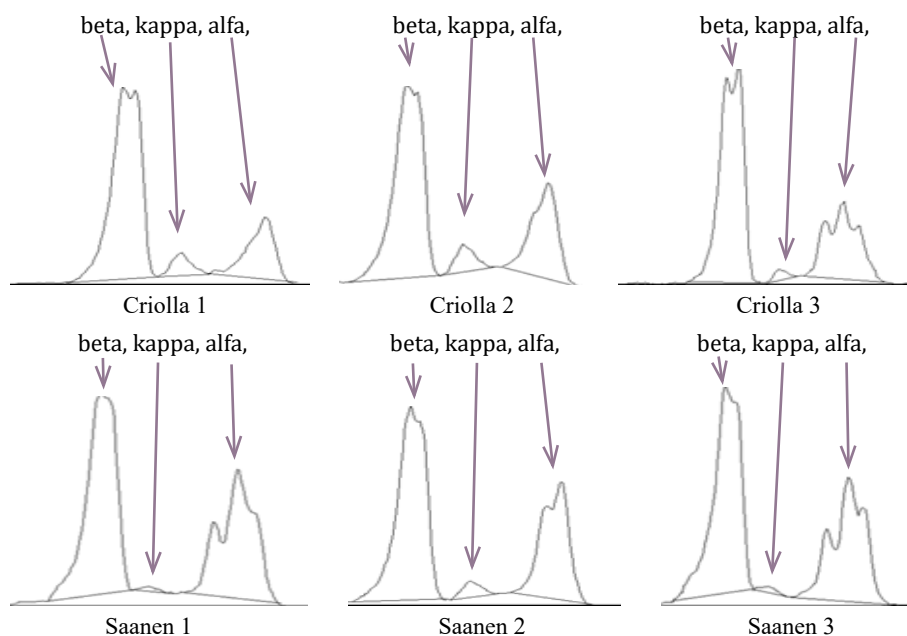 beta, kappa, alfa,
beta, kappa, alfa,
beta, kappa, alfa,
Criolla 1
Criolla 2
Criolla 3
beta, kappa, alfa,
beta, kappa, alfa,
beta, kappa, alfa,
Saanen 1
Saanen 2
Saanen 3